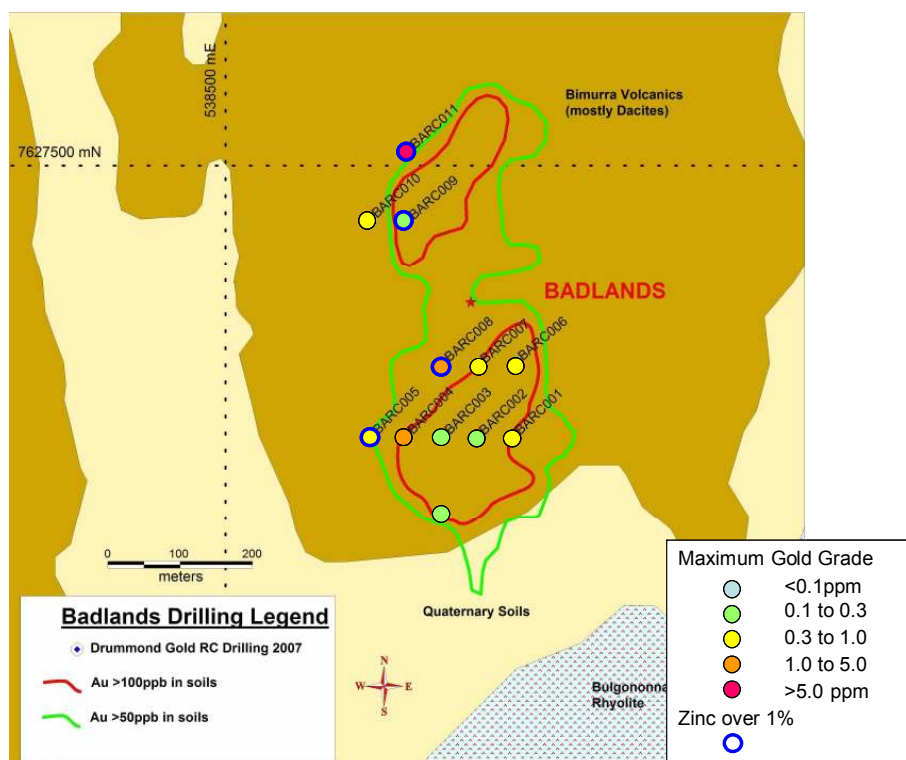 538500 mE
Bimurra Volcanics
(mostly Dacites)
BARC011
7627500 mN
BARC010
BARC009
BADLANDS
BARC008
BARC007
BARC006
BARC005
BARC004
BARC003
BARC002
BARC001
0 100 200
meters
Maximum Gold Grade
<0.1ppm
0.1 to 0.3
0.3 to 1.0
1.0 to 5.0
>5.0 ppm
Zinc over 1%
Badlands Drilling Legend
Drummond Gold RC Drilling 2007
Au >100ppb in soils
Au >50ppb in soils
Quaternary Soils
N
W E
S
Bulgononna
Rhyolite